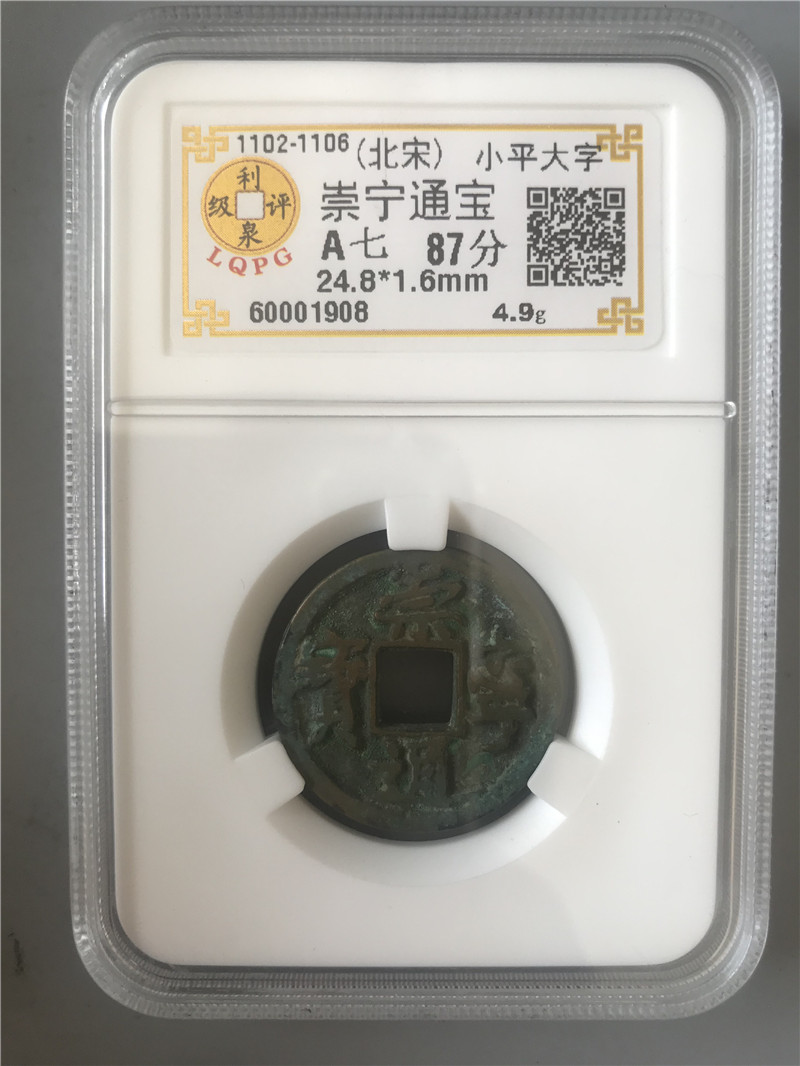 1102-1106(北宋) 小平大字
利泉评级
LQPG
崇宁通宝
A七 87分
24.8*1.6mm
60001908 4.9g
崇寧通寶